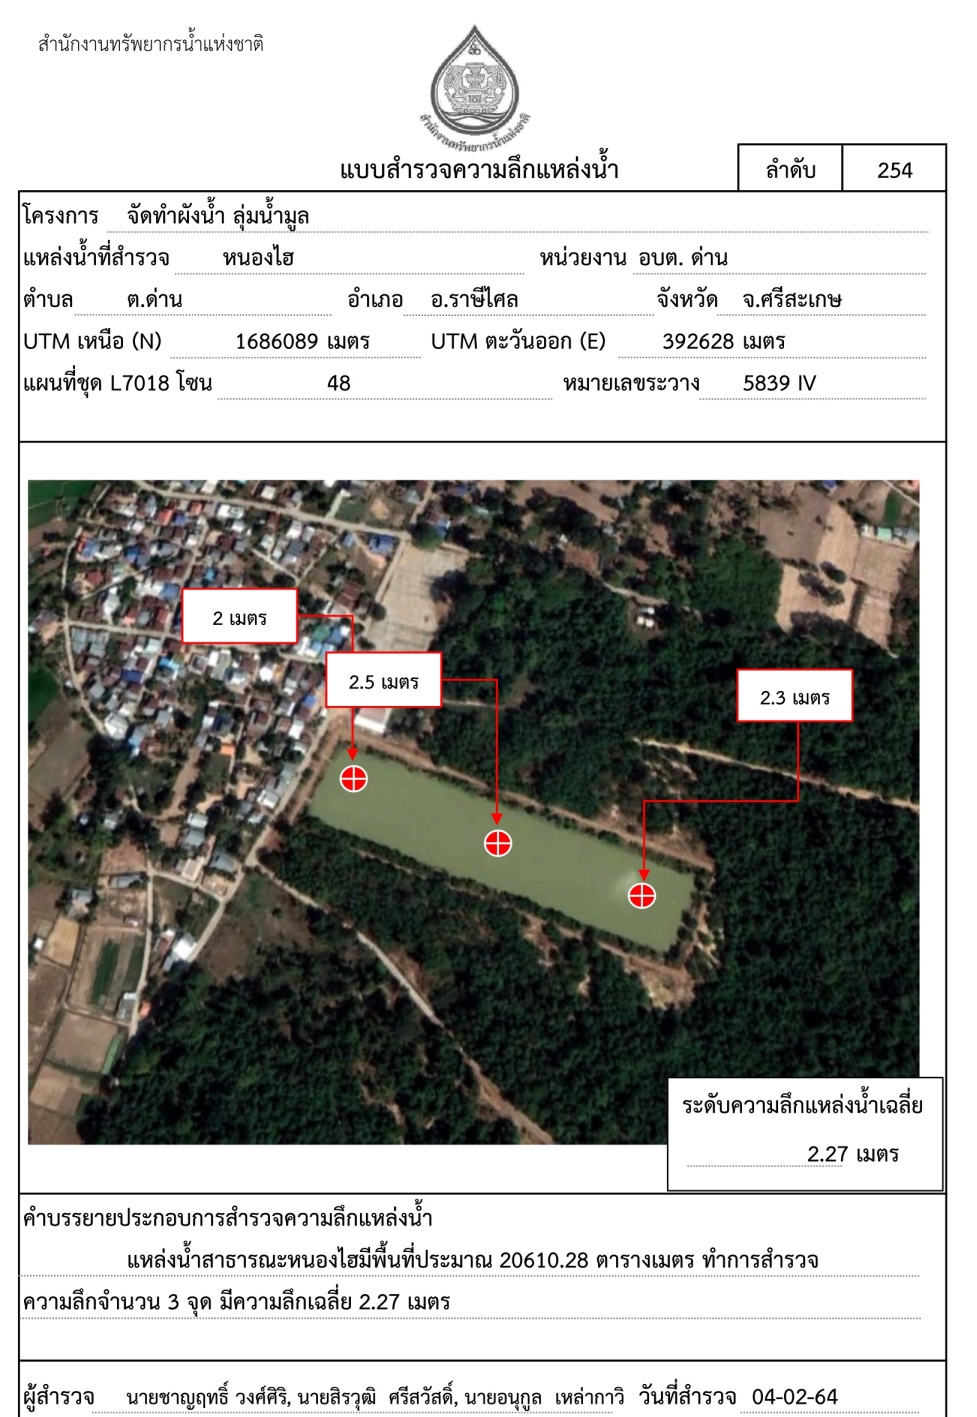 สำนักงานทรัพยากรน้ำแห่งชาติ
สำนักงานทรัพยากรน้ำแห่งชาติ
แบบสำรวจความลึกแหล่งน้ำ ลำดับ 254
โครงการ จัดทำผังน้ำ ลุ่มน้ำมูล
แหล่งน้ำที่สำรวจ หนองไฮ หน่วยงาน อบต. ด่าน
ตำบล ต.ด่าน อำเภอ อ.ราษีไศล จังหวัด จ.ศรีสะเกษ
UTM เหนือ (N) 1686089 เมตร UTM ตะวันออก (E) 392628 เมตร
แผนที่ชุด L7018 โซน 48 หมายเลขระวาง 5839 IV
2 เมตร
2.5 เมตร
2.3 เมตร
ระดับความลึกแหล่งน้ำเฉลี่ย
2.27 เมตร
คำบรรยายประกอบการสำรวจความลึกแหล่งน้ำ
แหล่งน้ำสาธารณะหนองไฮมีพื้นที่ประมาณ 20610.28 ตารางเมตร ทำการสำรวจ
ความลึกจำนวน 3 จุด มีความลึกเฉลี่ย 2.27 เมตร
ผู้สำรวจ นายชาญฤทธิ์ วงศ์ศิริ, นายสิรวุฒิ ศรีสวัสดิ์, นายอนุกูล เหล่ากาวิ วันที่สำรวจ 04-02-64